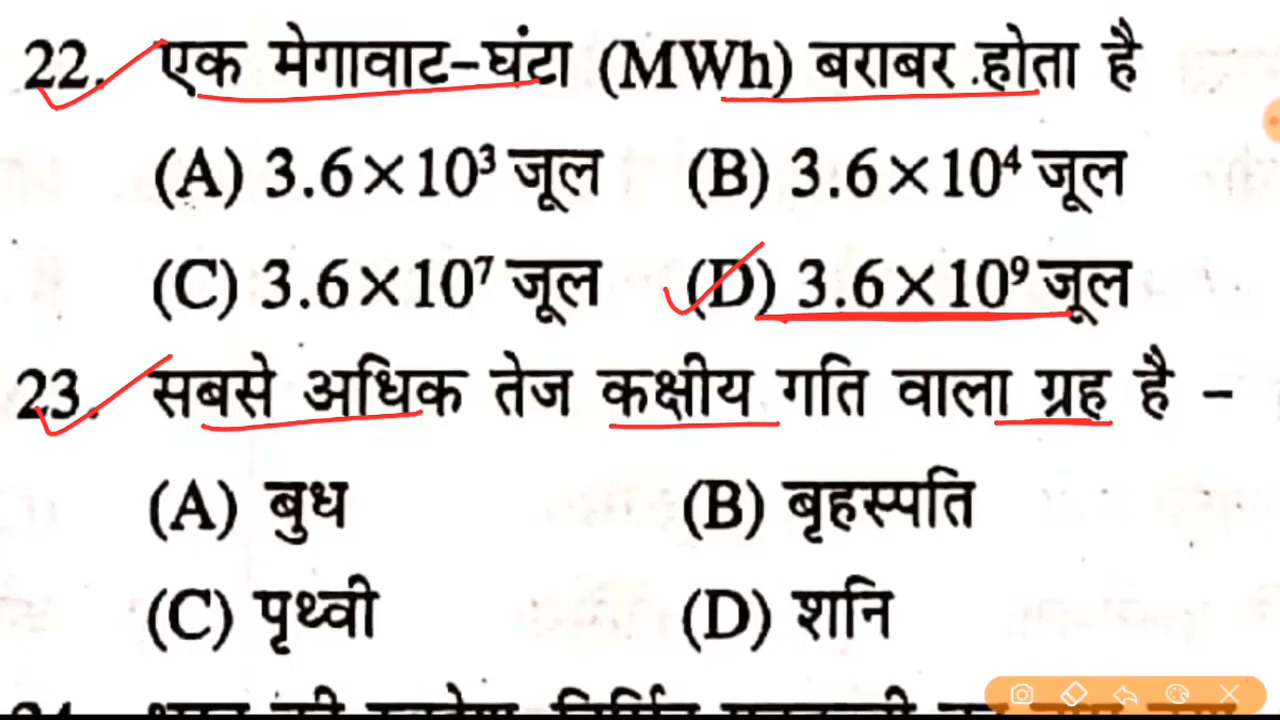 22. एक मेगावाट-घंटा (MWh) बराबर होता है
(A) 3.6×10³ जूल (B) 3.6×10⁴ जूल
(C) 3.6×10⁷ जूल (D) 3.6×10⁹ जूल
23. सबसे अधिक तेज कक्षीय गति वाला ग्रह है –
(A) बुध (B) बृहस्पति
(C) पृथ्वी (D) शनि